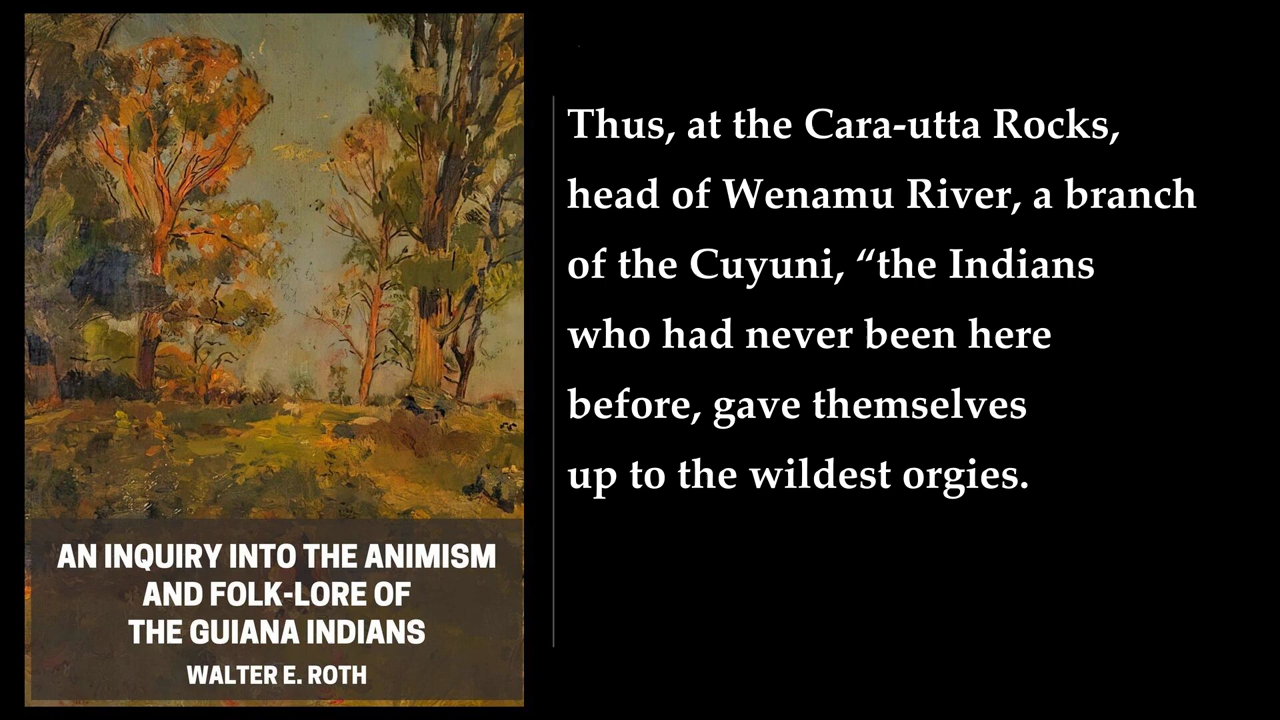 Thus, at the Cara-utta Rocks,
head of Wenamu River, a branch
of the Cuyuni, “the Indians
who had never been here
before, gave themselves
up to the wildest orgies.
AN INQUIRY INTO THE ANIMISM
AND FOLK-LORE OF
THE GUIANA INDIANS
WALTER E. ROTH